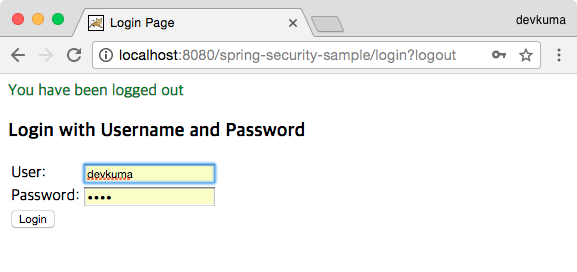 Login Page
devkuma
localhost:8080/spring-security-sample/login?logout
You have been logged out
Login with Username and Password
User: devkuma
Password: ••••
Login